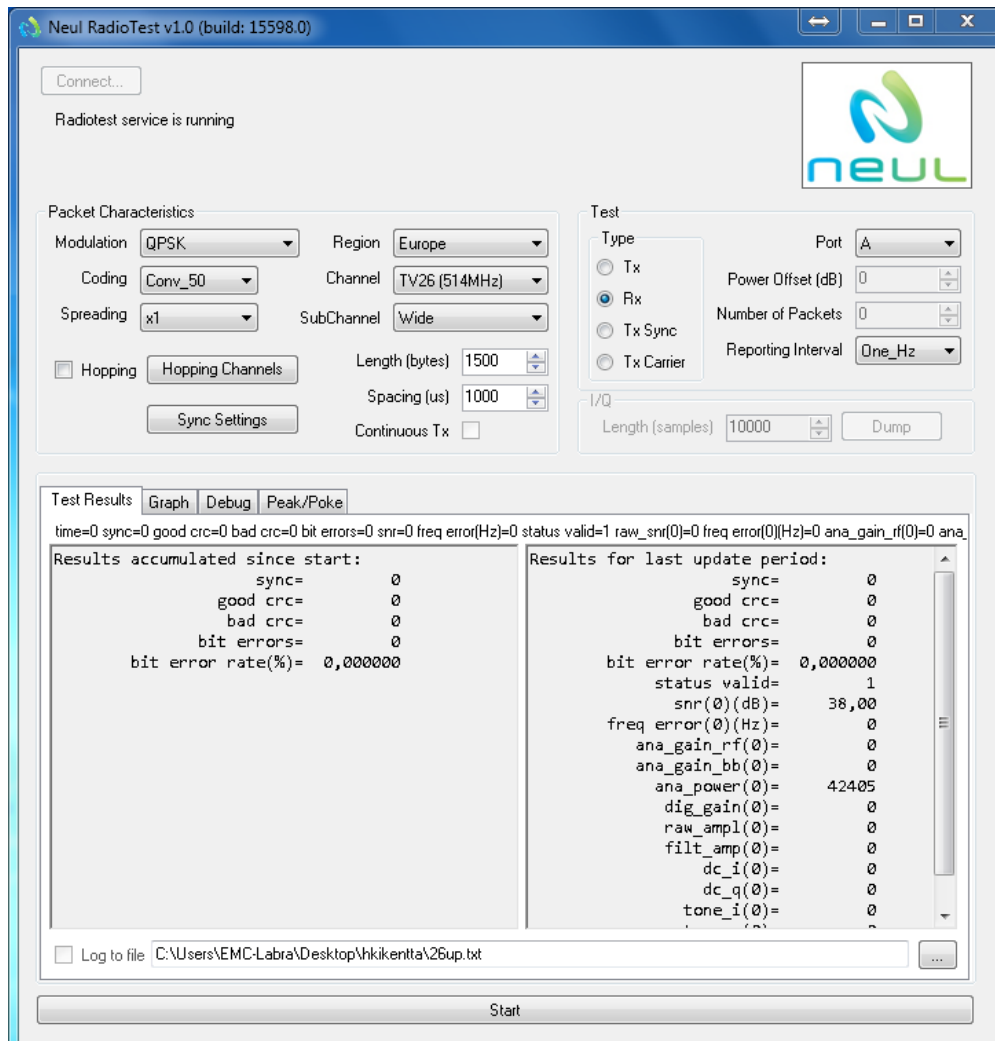 Neul RadioTest v1.0 (build: 15598.0)
Connect...
Radiotest service is running
neUL
Packet Characteristics
Modulation QPSK Region Europe
Coding Conv_50 Channel TV26 (514MHz)
Spreading x1 SubChannel Wide
Hopping Hopping Channels Length (bytes) 1500
Spacing (us) 1000
Sync Settings Continuous Tx
Test
Type
Tx
Rx
Tx Sync
Tx Carrier
Port A
Power Offset (dB) 0
Number of Packets 0
Reporting Interval One_Hz
I/Q
Length (samples) 10000 Dump
Test Results Graph Debug Peak/Poke
time=0 sync=0 good crc=0 bad crc=0 bit errors=0 snr=0 freq error(Hz)=0 status valid=1 raw_snr(0)=0 freq error(0)(Hz)=0 ana_gain_rf(0)=0 ana_
Results accumulated since start:
sync= 0
good crc= 0
bad crc= 0
bit errors= 0
bit error rate(%)= 0,000000
Results for last update period:
sync= 0
good crc= 0
bad crc= 0
bit errors= 0
bit error rate(%)= 0,000000
status valid= 1
snr(0)(dB)= 38,00
freq error(0)(Hz)= 0
ana_gain_rf(0)= 0
ana_gain_bb(0)= 0
ana_power(0)= 42405
dig_gain(0)= 0
raw_ampl(0)= 0
filt_amp(0)= 0
dc_i(0)= 0
dc_q(0)= 0
tone_i(0)= 0
Log to file C:\Users\EMC-Labra\Desktop\hkikentta\26up.txt ...
Start